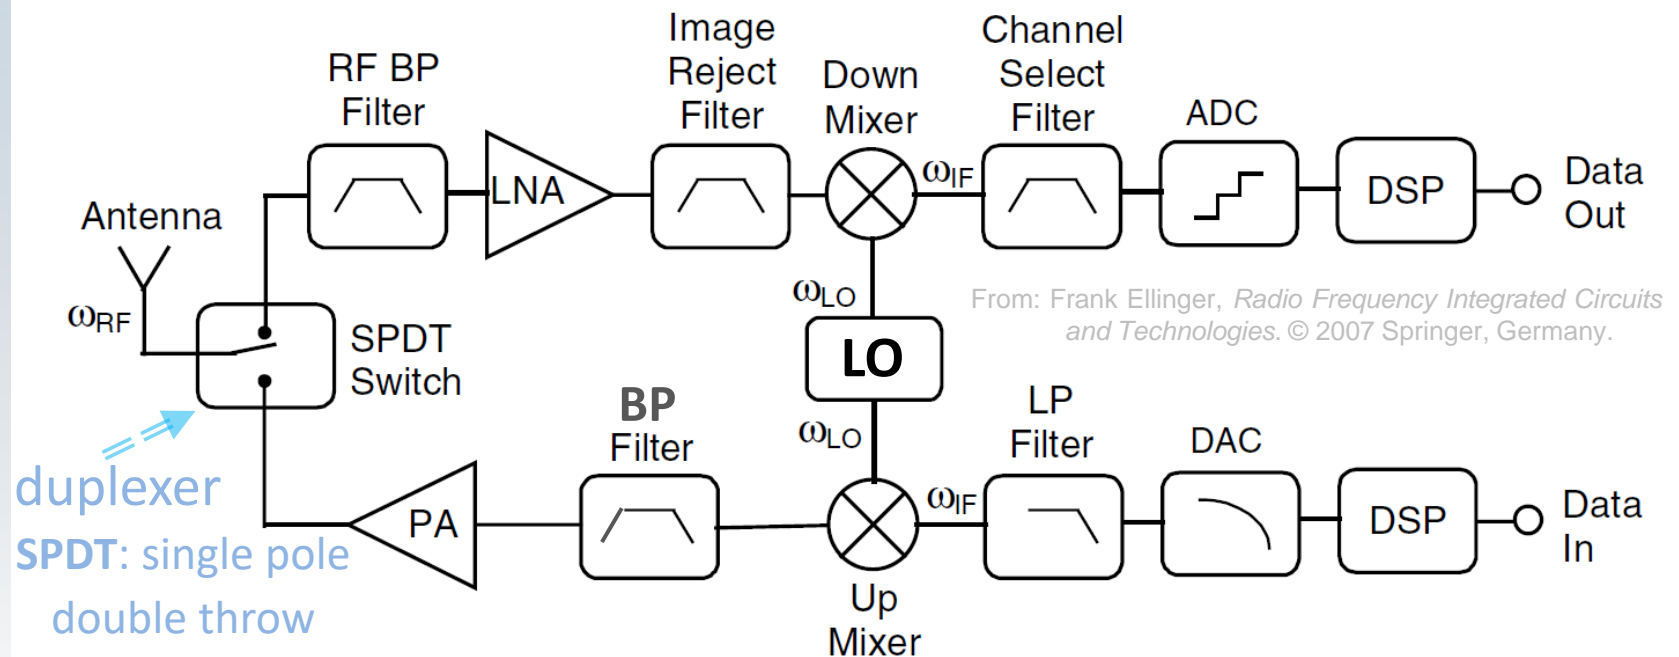 Antenna
ωRF
SPDT
Switch
duplexer
SPDT: single pole
double throw
RF BP
Filter
LNA
Image
Reject
Filter
Down
Mixer
ωIF
Channel
Select
Filter
ADC
DSP
Data
Out
ωLO
LO
ωLO
From: Frank Ellinger, Radio Frequency Integrated Circuits
and Technologies. © 2007 Springer, Germany.
PA
BP
Filter
Up
Mixer
ωIF
LP
Filter
DAC
DSP
Data
In